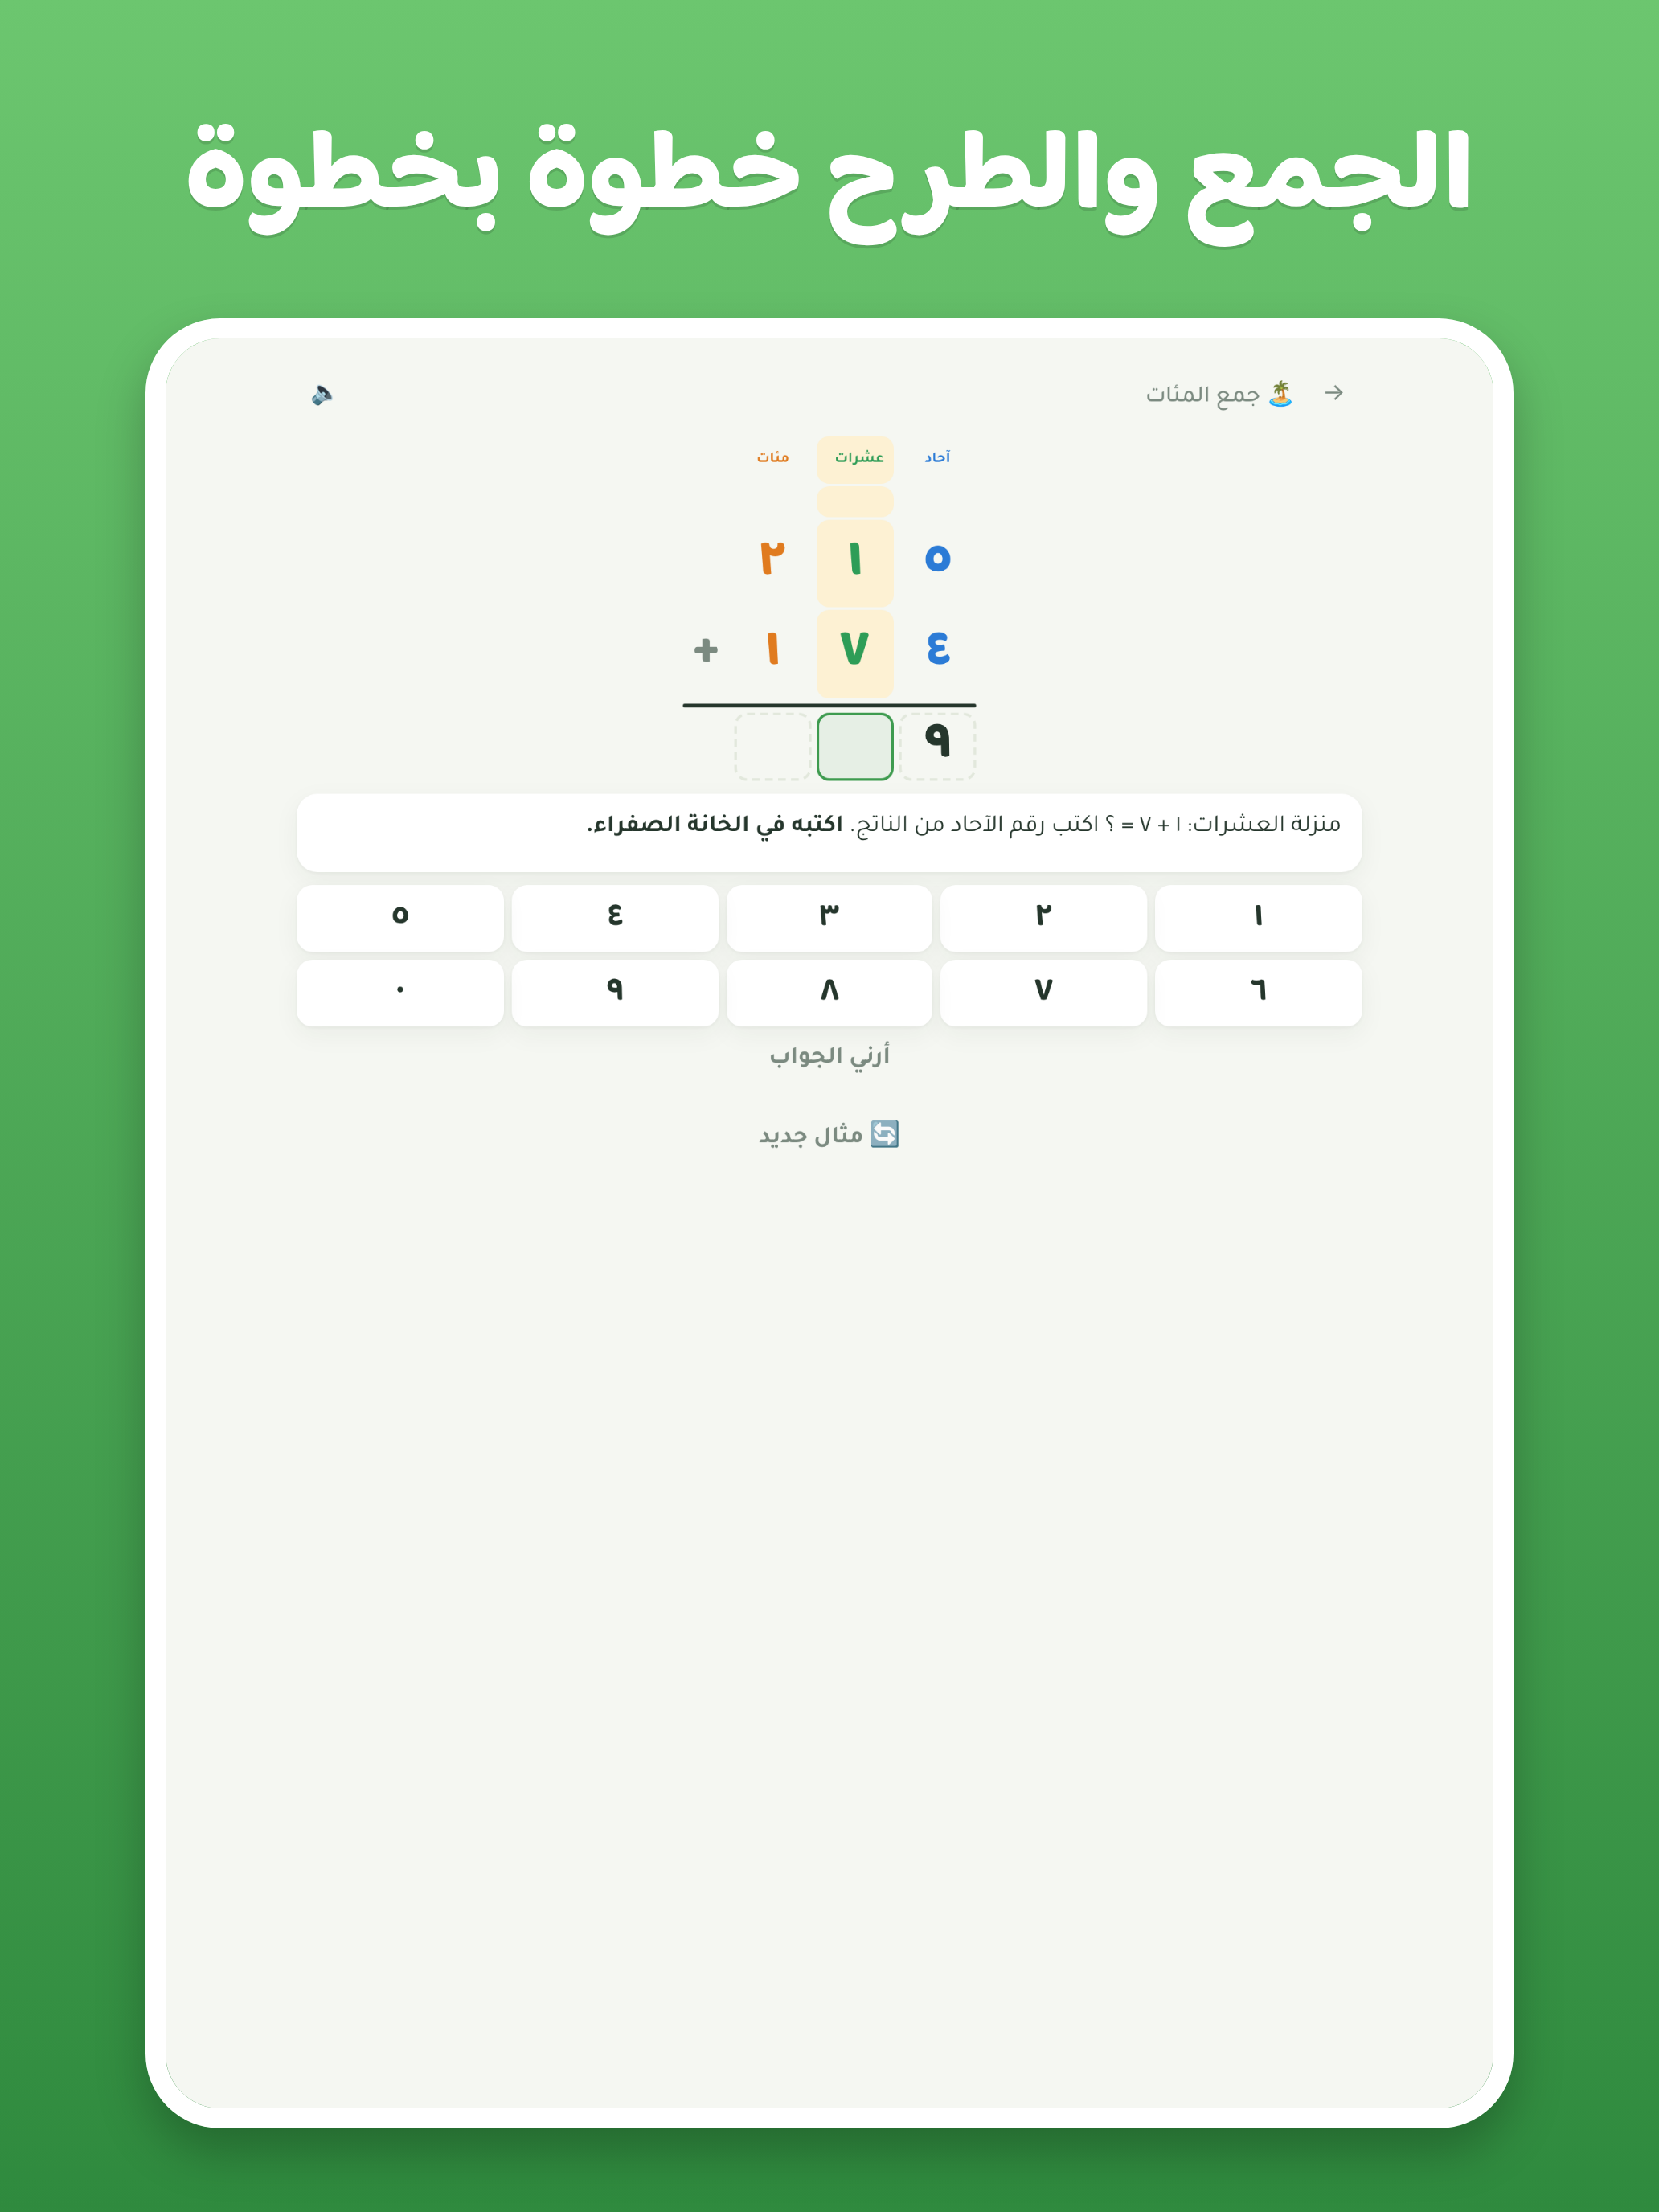 الجمع والطرح خطوة بخطوة
→ 🏝️ جمع المئات 🔈
آحاد عشرات مئات
٥ ١ ٢
٤ ٧ ١ +
٩
منزلة العشرات: ١ + ٧ = ؟ اكتب رقم الآحاد من الناتج. اكتبه في الخانة الصفراء.
١ ٢ ٣ ٤ ٥
٦ ٧ ٨ ٩ ٠
أرني الجواب
🔄 مثال جديد